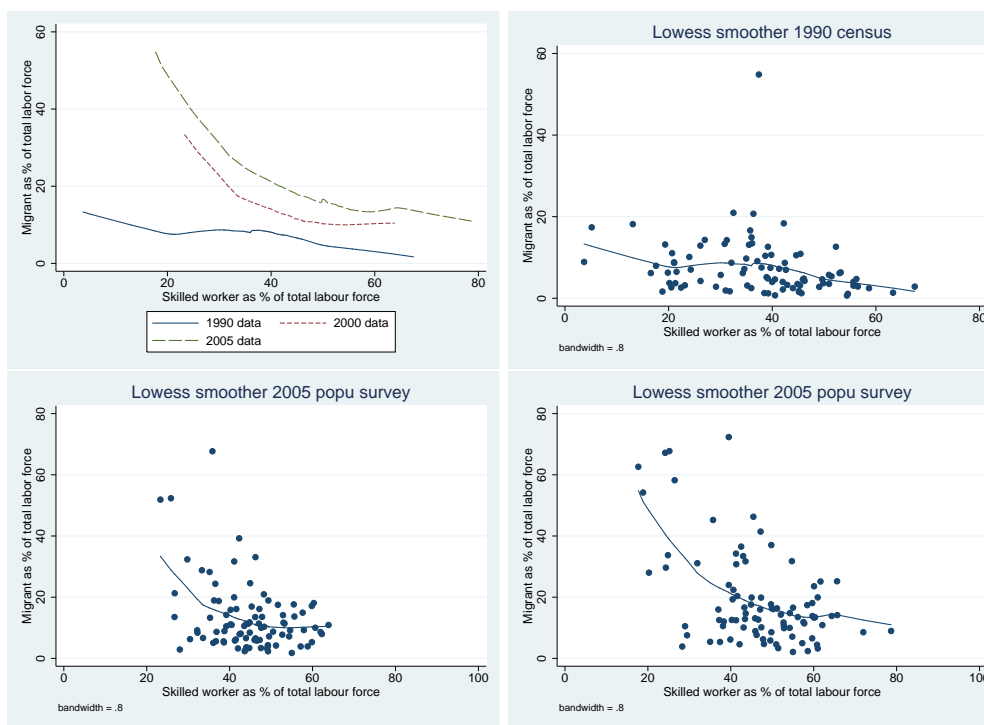 Migrant as % of total labor force
60
40
20
0
0 20 40 60 80
Skilled worker as % of total labour force
1990 data 2000 data
2005 data
Lowess smoother 1990 census
Migrant as % of total labor force
60
40
20
0
0 20 40 60 80
Skilled worker as % of total labour force
bandwidth = .8
Lowess smoother 2005 popu survey
Migrant as % of total labor force
80
60
40
20
0
0 20 40 60 80 100
Skilled worker as % of total labour force
bandwidth = .8
Lowess smoother 2005 popu survey
Migrant as % of total labor force
80
60
40
20
0
0 20 40 60 80 100
Skilled worker as % of total labour force
bandwidth = .8